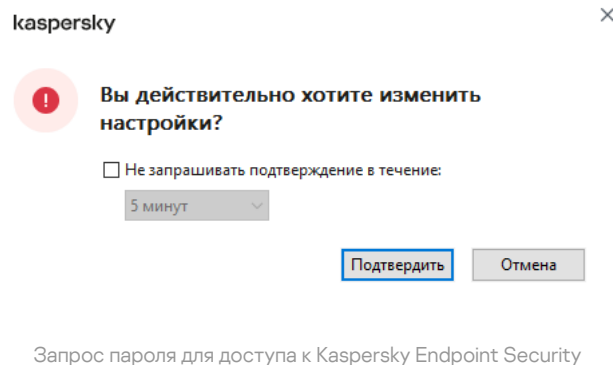 kaspersky
Вы действительно хотите изменить
настройки?
Не запрашивать подтверждение в течение:
5 минут
Подтвердить Отмена
Запрос пароля для доступа к Kaspersky Endpoint Security